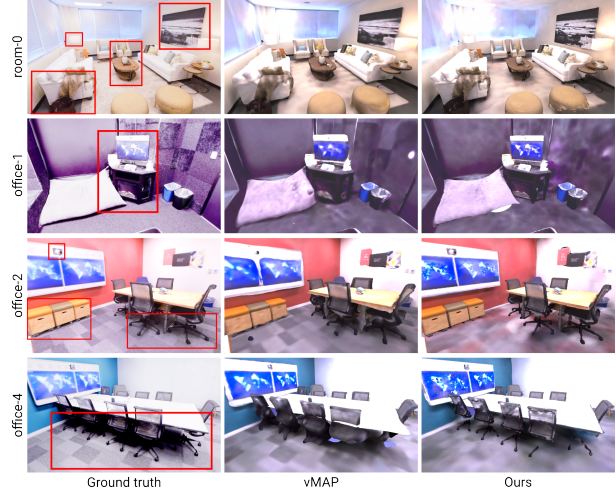 room-0
office-1
office-2
office-4
Ground truth
vMAP
Ours